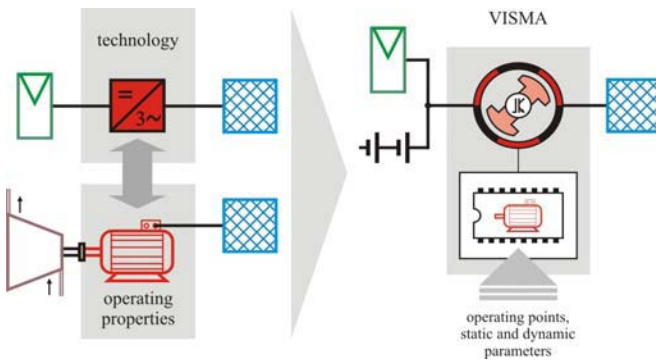 technology
=
3~
operating
properties
VISMA
operating points,
static and dynamic
parameters